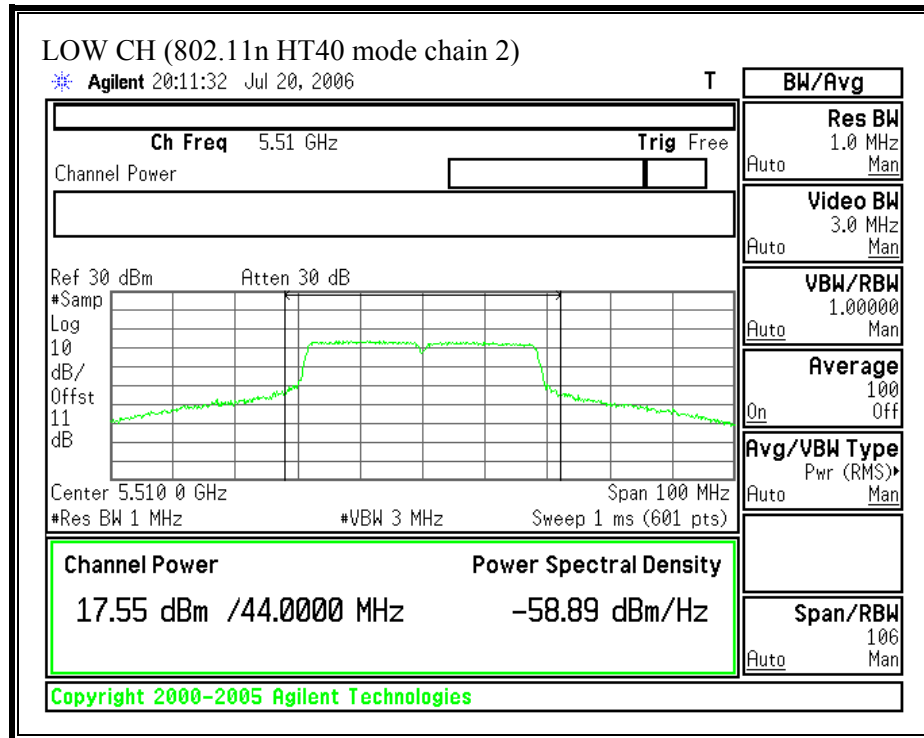 LOW CH (802.11n HT40 mode chain 2)
Agilent 20:11:32 Jul 20, 2006 T
BW/Avg
Ch Freq 5.51 GHz Trig Free
Channel Power
Ref 30 dBm Atten 30 dB
#Samp
Log
10
dB/
Offst
11
dB
Center 5.510 0 GHz Span 100 MHz
#Res BW 1 MHz #VBW 3 MHz Sweep 1 ms (601 pts)
Channel Power Power Spectral Density
17.55 dBm /44.0000 MHz -58.89 dBm/Hz
Copyright 2000-2005 Agilent Technologies
Res BW
1.0 MHz
Auto Man
Video BW
3.0 MHz
Auto Man
VBW/RBW
1.00000
Auto Man
Average
100
On Off
Avg/VBW Type
Pwr (RMS)
Auto Man
Span/RBW
106
Auto Man